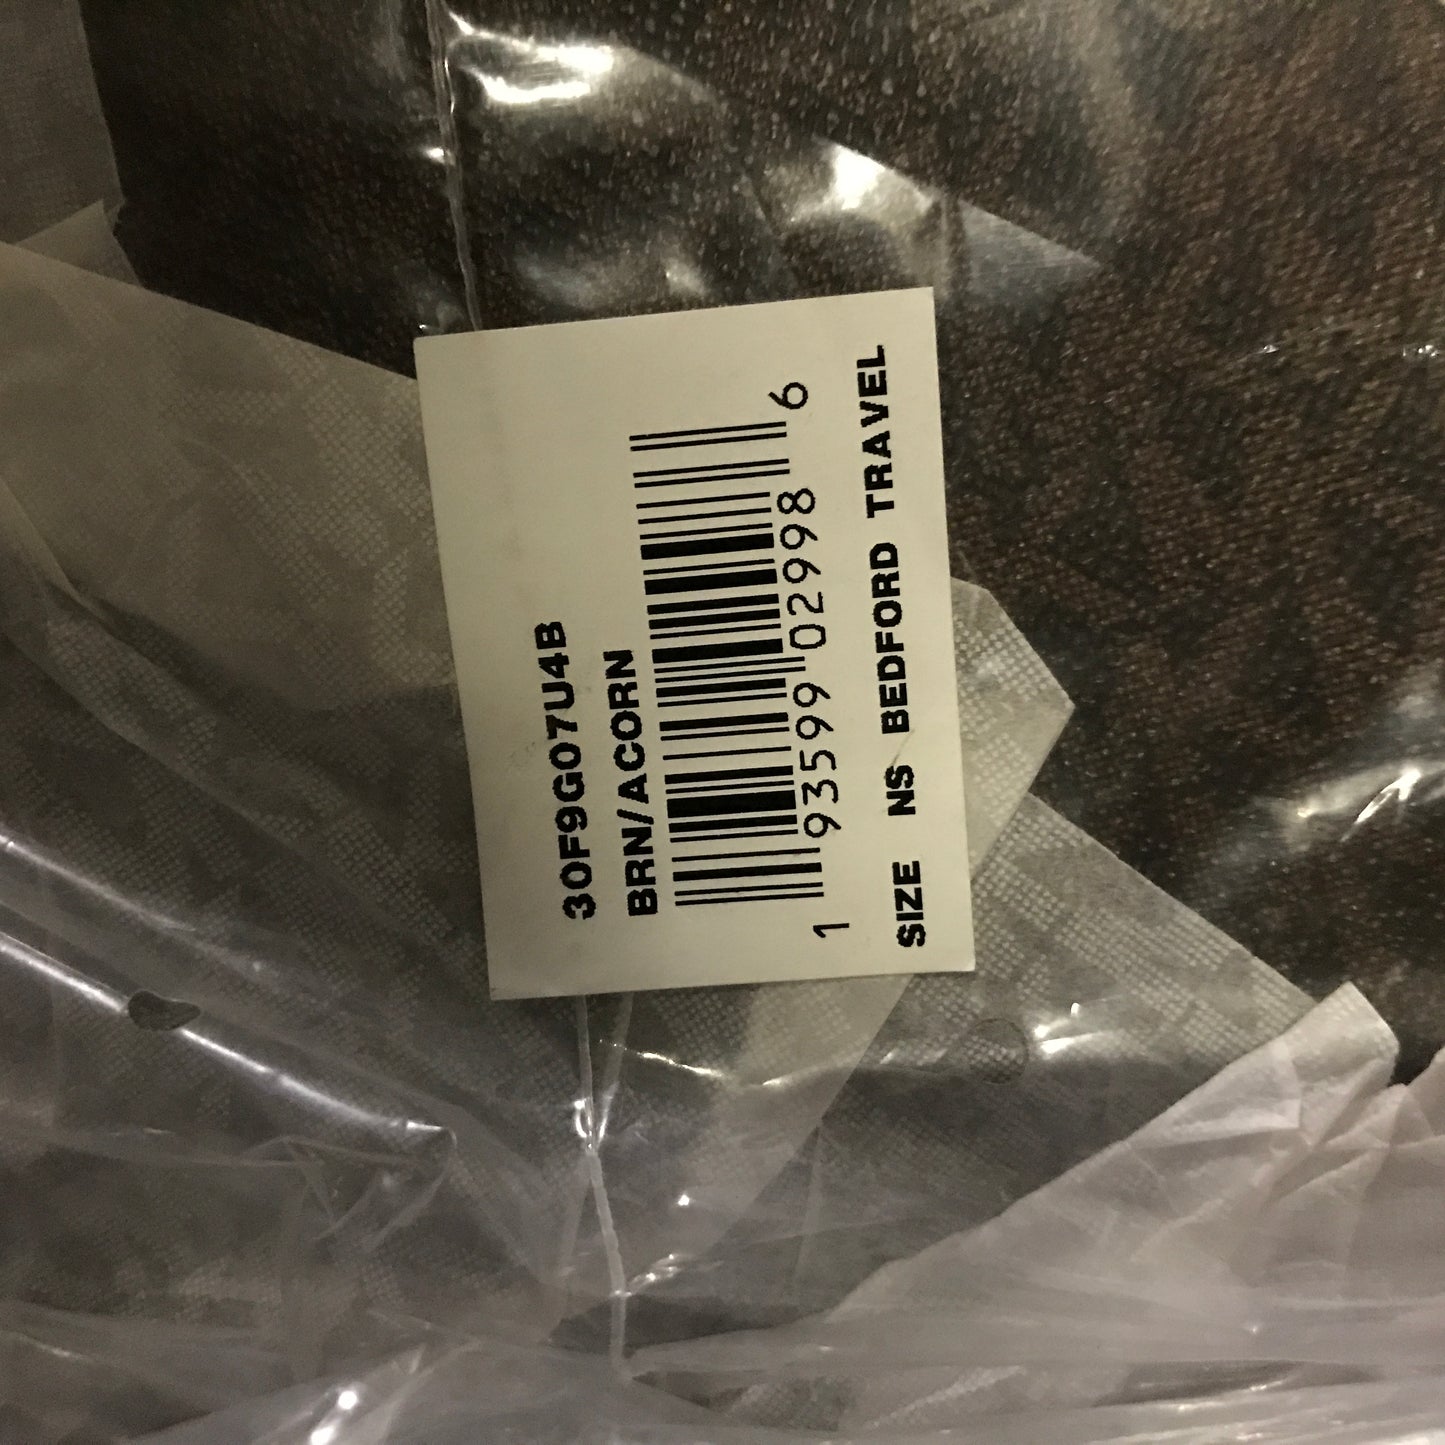 30F9G07U4B
BRN/ACORN
1 93599 02998 6
SIZE NS BEDFORD TRAVEL